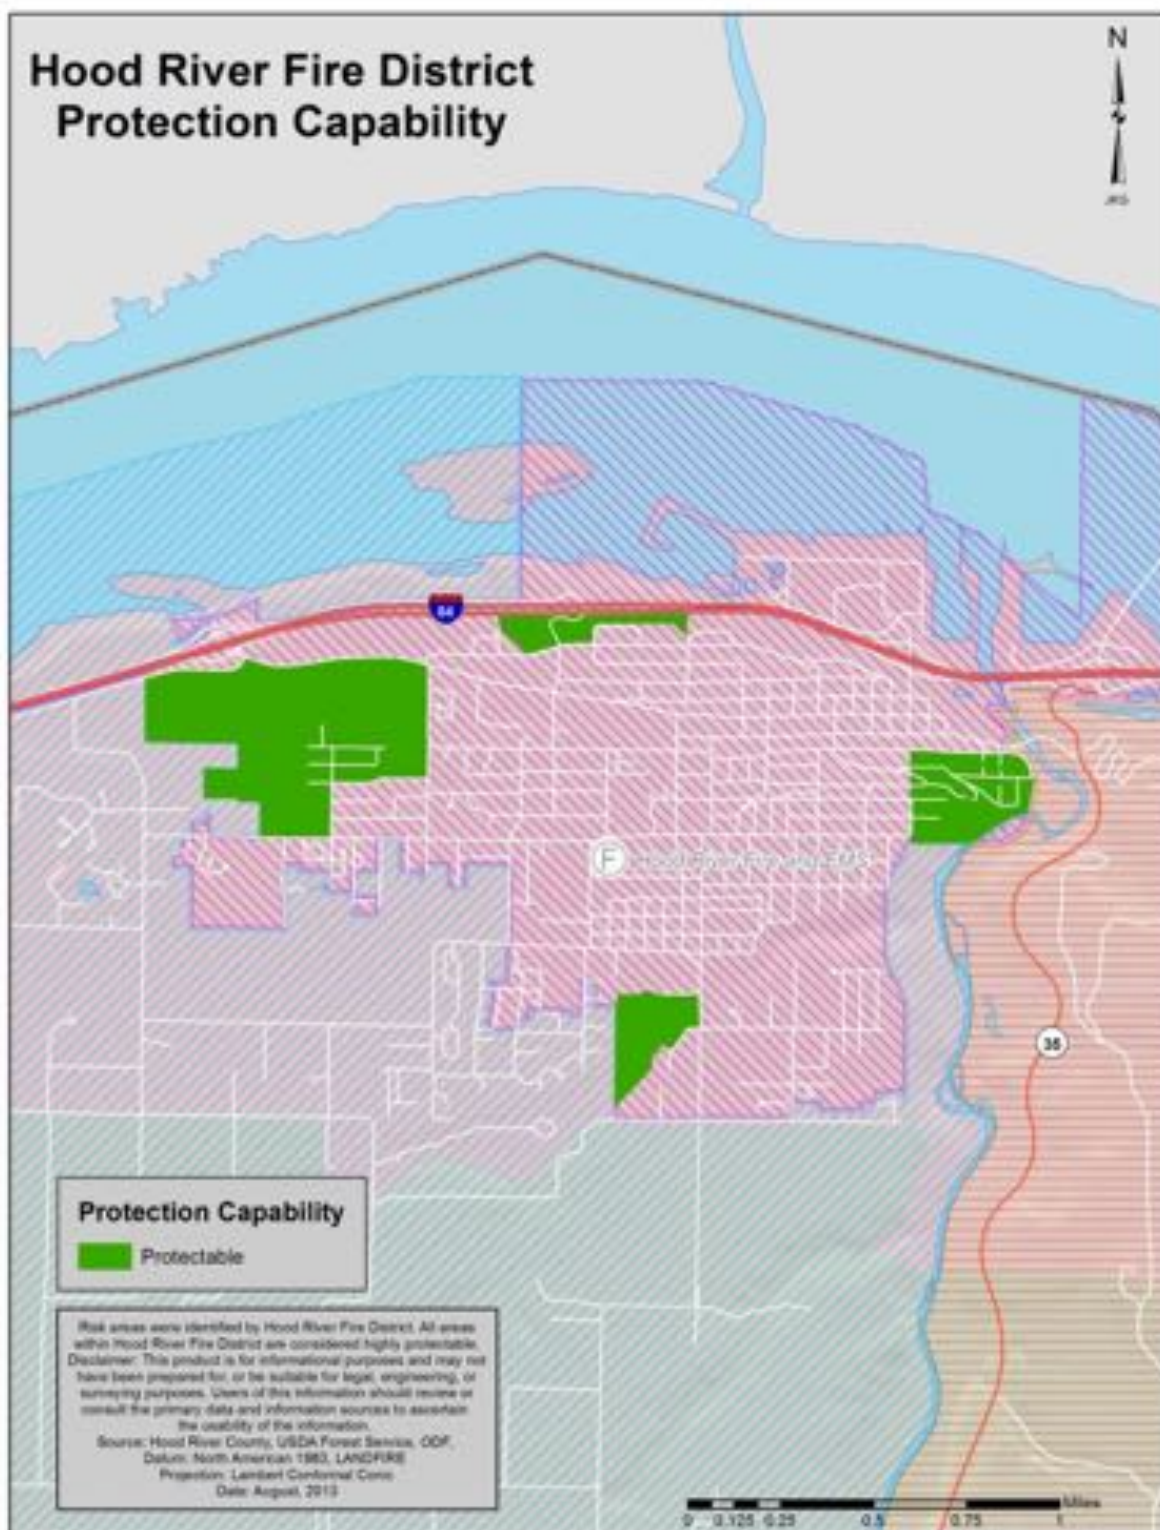 Hood River Fire District
Protection Capability
N
JRS
84
F Hood River Fire and EMS
35
Protection Capability
Protectable
Risk areas were identified by Hood River Fire District. All areas
within Hood River Fire District are considered highly protectable.
Disclaimer: This product is for informational purposes and may not
have been prepared for, or be suitable for legal, engineering, or
surveying purposes. Users of this information should review or
consult the primary data and information sources to ascertain
the usability of the information.
Source: Hood River County, USDA Forest Service, ODF,
Datum: North American 1983, LANDFIRE
Projection: Lambert Conformal Conic
Date: August, 2013
Miles
0 0.125 0.25 0.5 0.75 1